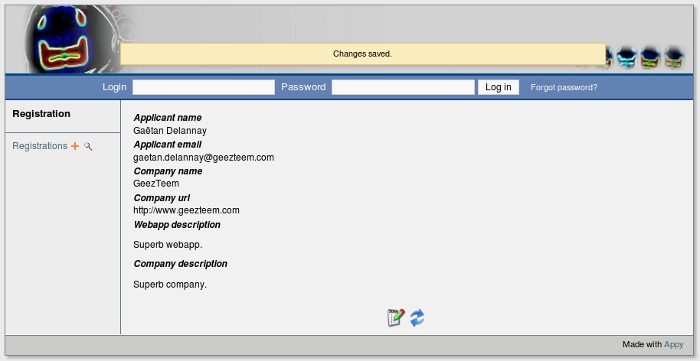 Changes saved.
Login Password Log in Forgot password?
Registration
Registrations
Applicant name
Gaëtan Delannay
Applicant email
gaetan.delannay@geezteem.com
Company name
GeezTeem
Company url
http://www.geezteem.com
Webapp description
Superb webapp.
Company description
Superb company.
Made with Appy